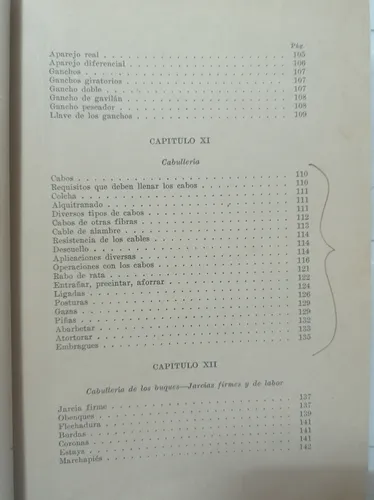 Pág.
Aparejo real . . . . . 105
Aparejo diferencial . . . . . 106
Ganchos . . . . . 107
Ganchos giratorios . . . . . 107
Gancho doble . . . . . 107
Gancho de gavilán . . . . . 108
Gancho pescador . . . . . 108
Llave de los ganchos . . . . . 109
CAPITULO XI
Cabullería
Cabos . . . . . 110
Requisitos que deben llenar los cabos . . . . . 110
Colcha . . . . . 111
Alquitranado . . . . . 111
Diversos tipos de cabos . . . . . 111
Cabos de otras fibras . . . . . 112
Cable de alambre . . . . . 113
Resistencia de los cables . . . . . 114
Descuello . . . . . 114
Aplicaciones diversas . . . . . 114
Operaciones con los cabos . . . . . 116
Rabo de rata . . . . . 121
Entrañar, precintar, aforrar . . . . . 122
Ligadas . . . . . 124
Posturas . . . . . 126
Gazas . . . . . 129
Piñas . . . . . 129
Abarbetar . . . . . 132
Atortorar . . . . . 133
Embragues . . . . . 135
CAPITULO XII
Cabullería de los buques—Jarcias firmes y de labor
Jarcia firme . . . . . 137
Obenques . . . . . 137
Flechadura . . . . . 139
Bordas . . . . . 141
Coronas . . . . . 141
Estays . . . . . 141
Marchapiés . . . . . 142